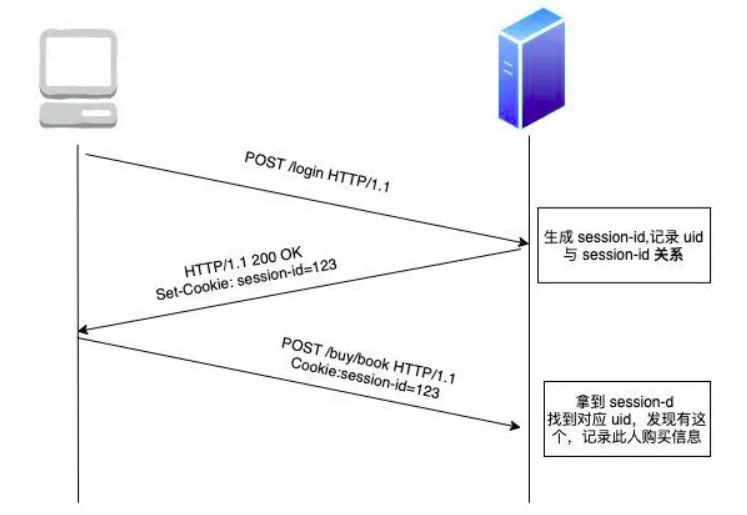 POST /login HTTP/1.1
生成 session-id,记录 uid
与 session-id 关系
HTTP/1.1 200 OK
Set-Cookie: session-id=123
POST /buy/book HTTP/1.1
Cookie:session-id=123
拿到 session-d
找到对应 uid，发现有这
个，记录此人购买信息